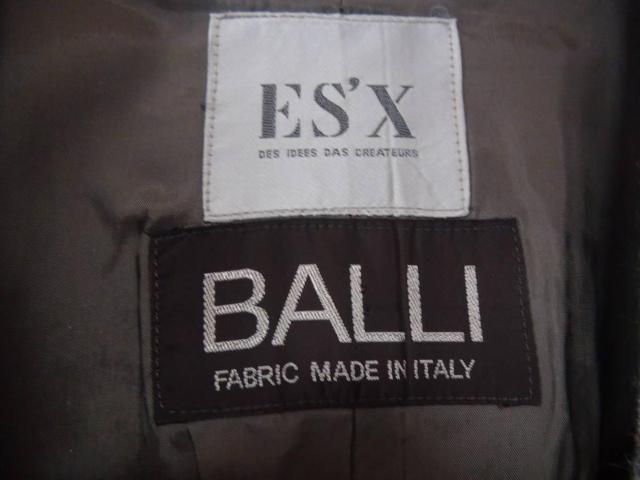 ES'X
DES IDEES DAS CREATEURS
BALLI
FABRIC MADE IN ITALY